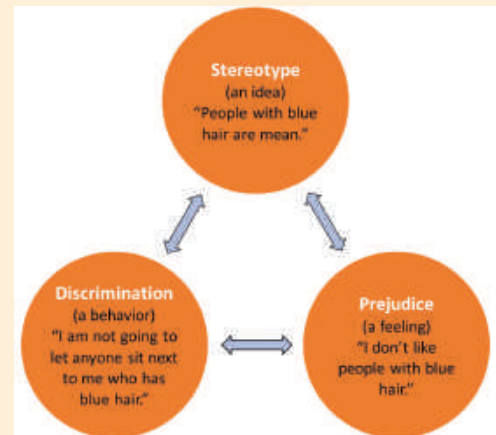 Stereotype
(an idea)
"People with blue
hair are mean."
Discrimination
(a behavior)
"I am not going to
let anyone sit next
to me who has
blue hair."
Prejudice
(a feeling)
"I don't like
people with blue
hair."